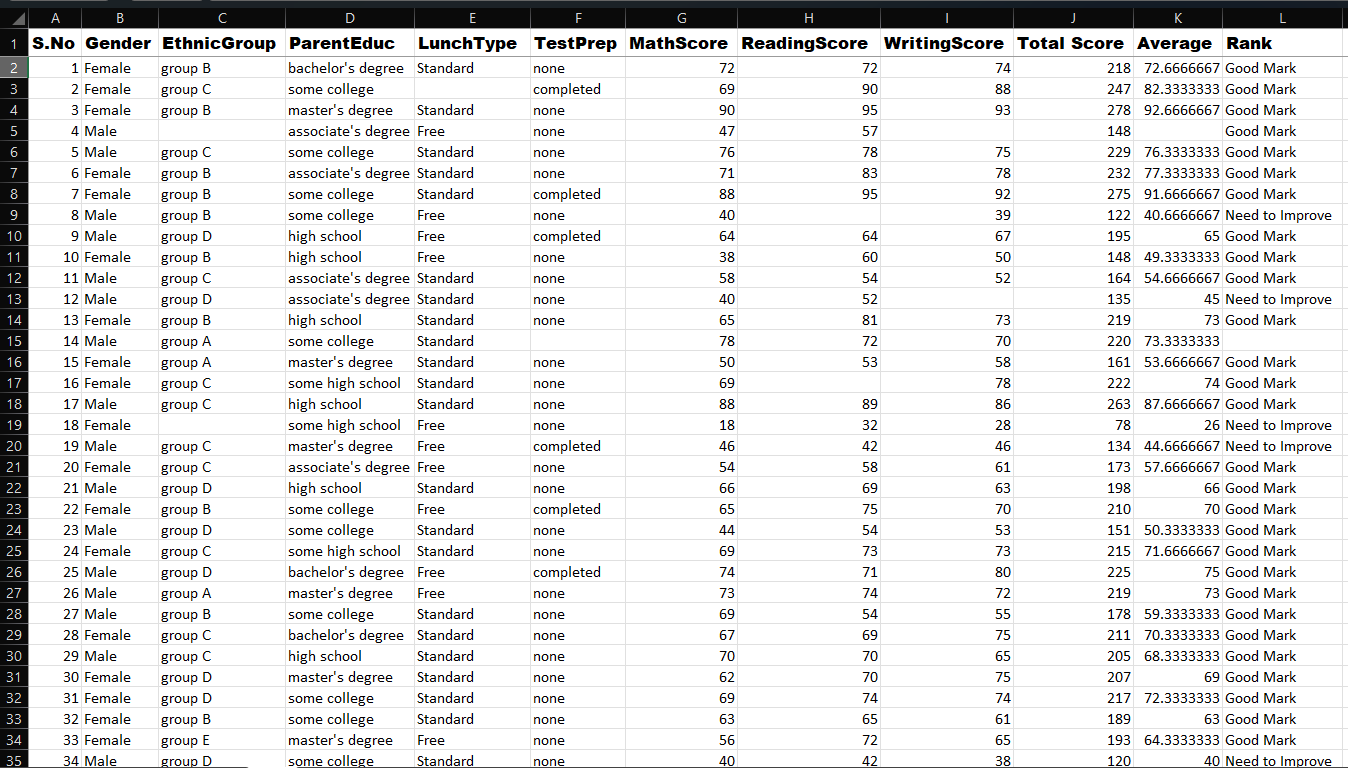 A B C D E F G H I J K L
1 S.No Gender EthnicGroup ParentEduc LunchType TestPrep MathScore ReadingScore WritingScore Total Score Average Rank
2 1 Female group B bachelor's degree Standard none 72 72 74 218 72.6666667 Good Mark
3 2 Female group C some college completed 69 90 88 247 82.3333333 Good Mark
4 3 Female group B master's degree Standard none 90 95 93 278 92.6666667 Good Mark
5 4 Male associate's degree Free none 47 57 148 Good Mark
6 5 Male group C some college Standard none 76 78 75 229 76.3333333 Good Mark
7 6 Female group B associate's degree Standard none 71 83 78 232 77.3333333 Good Mark
8 7 Female group B some college Standard completed 88 95 92 275 91.6666667 Good Mark
9 8 Male group B some college Free none 40 39 122 40.6666667 Need to Improve
10 9 Male group D high school Free completed 64 64 67 195 65 Good Mark
11 10 Female group B high school Free none 38 60 50 148 49.3333333 Good Mark
12 11 Male group C associate's degree Standard none 58 54 52 164 54.6666667 Good Mark
13 12 Male group D associate's degree Standard none 40 52 135 45 Need to Improve
14 13 Female group B high school Standard none 65 81 73 219 73 Good Mark
15 14 Male group A some college Standard 78 72 70 220 73.3333333
16 15 Female group A master's degree Standard none 50 53 58 161 53.6666667 Good Mark
17 16 Female group C some high school Standard none 69 78 222 74 Good Mark
18 17 Male group C high school Standard none 88 89 86 263 87.6666667 Good Mark
19 18 Female some high school Free none 18 32 28 78 26 Need to Improve
20 19 Male group C master's degree Free completed 46 42 46 134 44.6666667 Need to Improve
21 20 Female group C associate's degree Free none 54 58 61 173 57.6666667 Good Mark
22 21 Male group D high school Standard none 66 69 63 198 66 Good Mark
23 22 Female group B some college Free completed 65 75 70 210 70 Good Mark
24 23 Male group D some college Standard none 44 54 53 151 50.3333333 Good Mark
25 24 Female group C some high school Standard none 69 73 73 215 71.6666667 Good Mark
26 25 Male group D bachelor's degree Free completed 74 71 80 225 75 Good Mark
27 26 Male group A master's degree Free none 73 74 72 219 73 Good Mark
28 27 Male group B some college Standard none 69 54 55 178 59.3333333 Good Mark
29 28 Female group C bachelor's degree Standard none 67 69 75 211 70.3333333 Good Mark
30 29 Male group C high school Standard none 70 70 65 205 68.3333333 Good Mark
31 30 Female group D master's degree Standard none 62 70 75 207 69 Good Mark
32 31 Female group D some college Standard none 69 74 74 217 72.3333333 Good Mark
33 32 Female group B some college Standard none 63 65 61 189 63 Good Mark
34 33 Female group E master's degree Free none 56 72 65 193 64.3333333 Good Mark
35 34 Male group D some college Standard none 40 42 38 120 40 Need to Improve